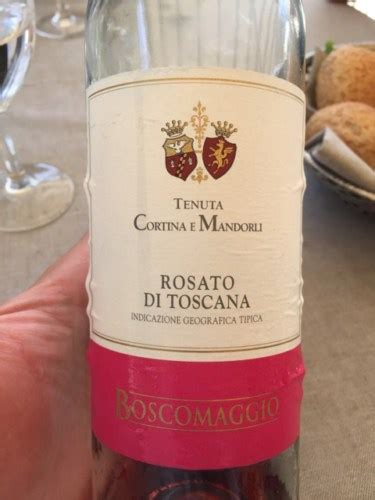 TENUTA
CORTINA E MANDORLI
ROSATO
DI TOSCANA
INDICAZIONE GEOGRAFICA TIPICA
BOSCOMAGGIO